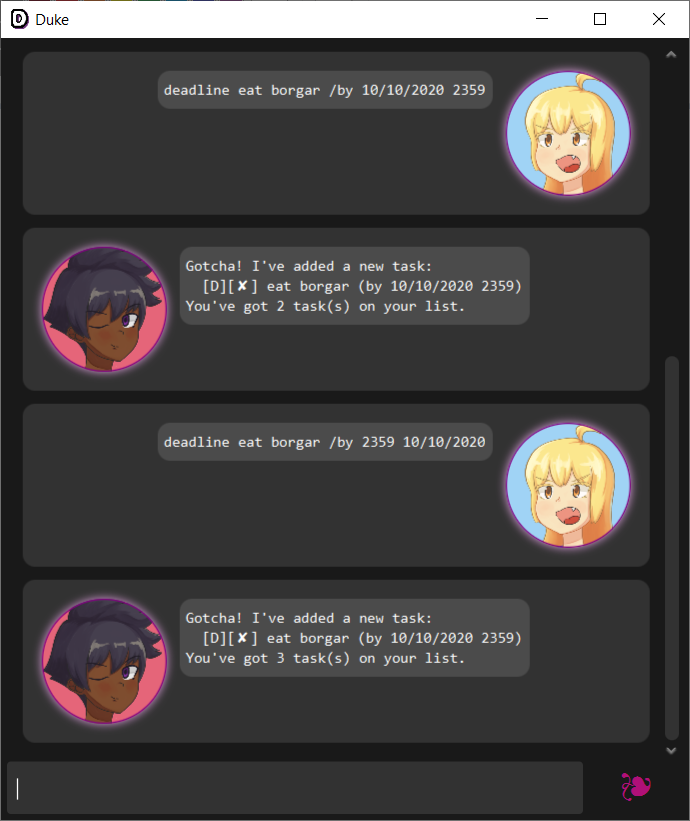 Duke
deadline eat borgar /by 10/10/2020 2359
Gotcha! I've added a new task:
[D][✘] eat borgar (by 10/10/2020 2359)
You've got 2 task(s) on your list.
deadline eat borgar /by 2359 10/10/2020
Gotcha! I've added a new task:
[D][✘] eat borgar (by 10/10/2020 2359)
You've got 3 task(s) on your list.